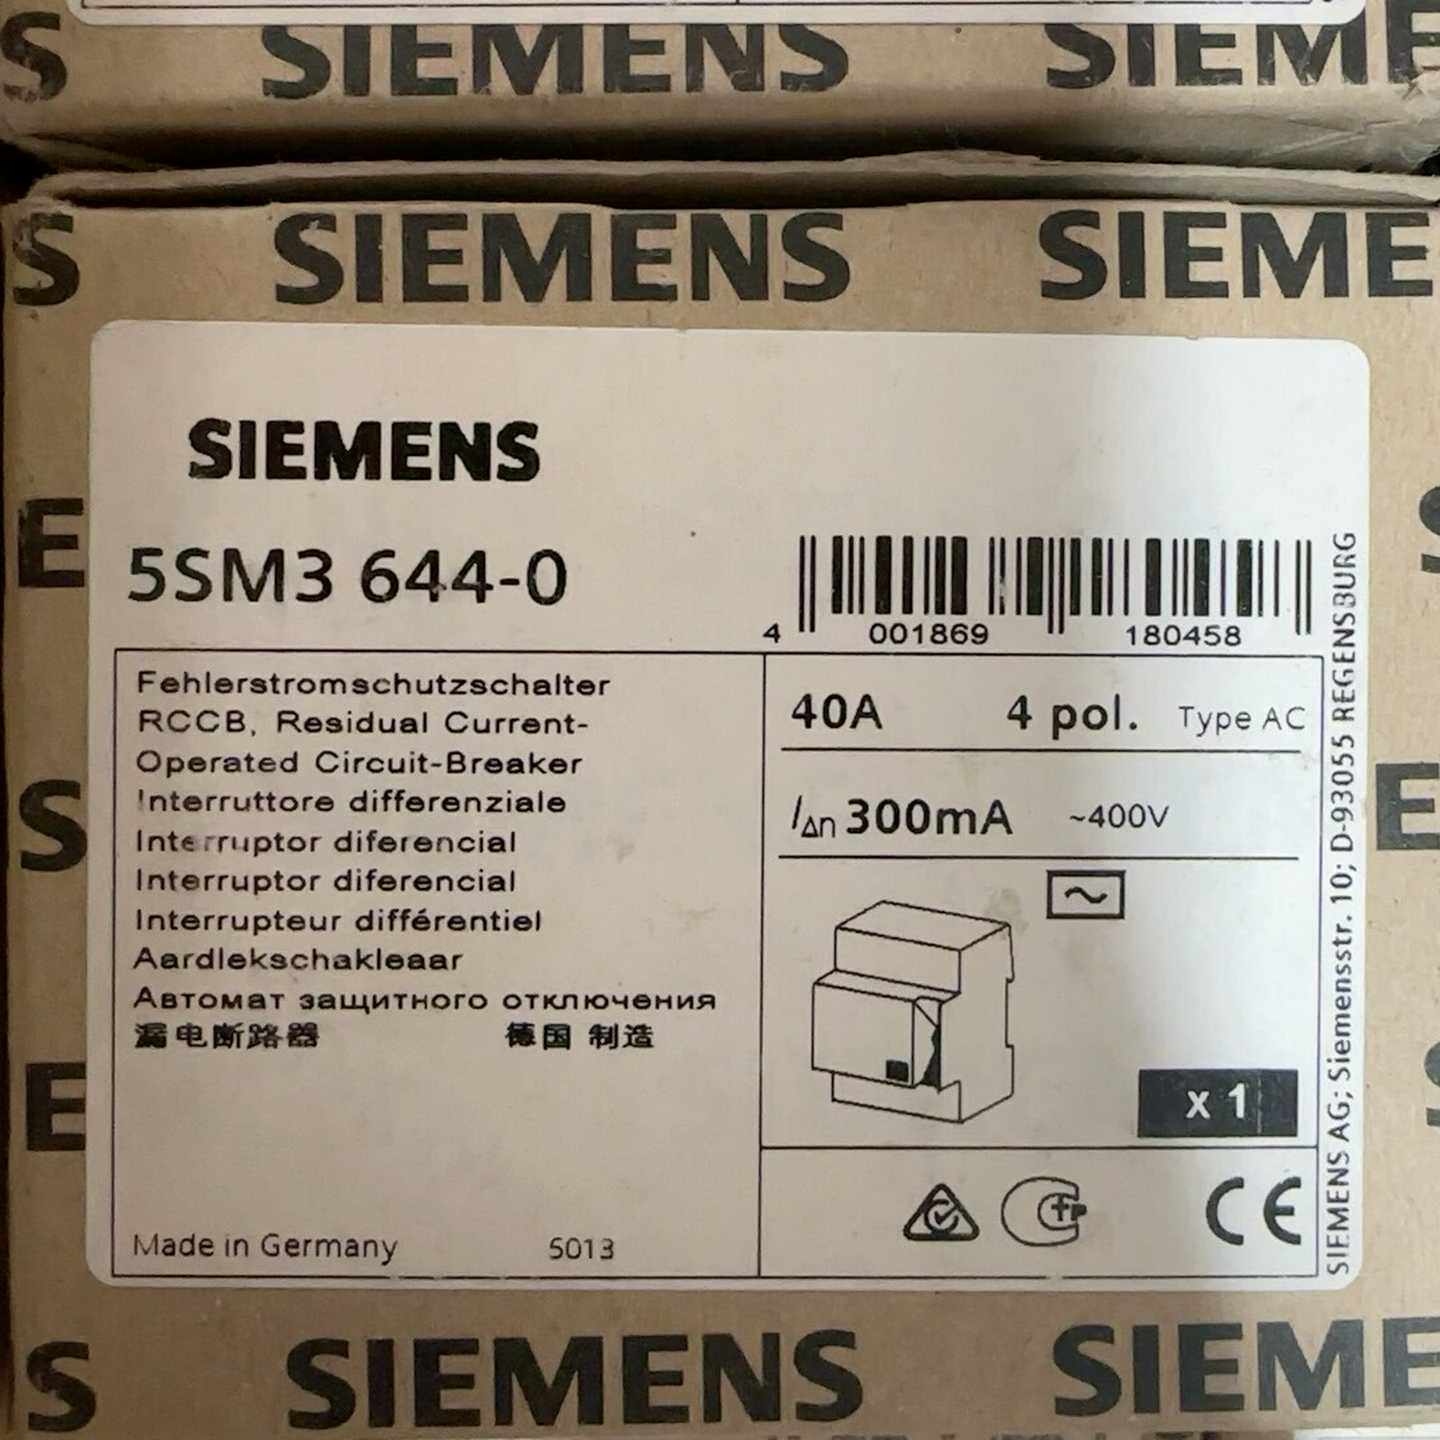 SIEMENS SIEME
S SIEMENS SIEME
SIEMENS
5SM3 644-0
4 001869 180458
Fehlerstromschutzschalter
RCCB, Residual Current-
Operated Circuit-Breaker
Interruttore differenziale
Interruptor diferencial
Interruptor diferencial
Interrupteur différentiel
Aardlekschakleaar
Автомат защитного отключения
漏电断路器 德国 制造
Made in Germany 5013
40A 4 pol. Type AC
I∆n 300mA ~400V
x 1
CE
SIEMENS AG; Siemensstr. 10; D-93055 REGENSBURG
E
S
E
E
S SIEMENS SIEME